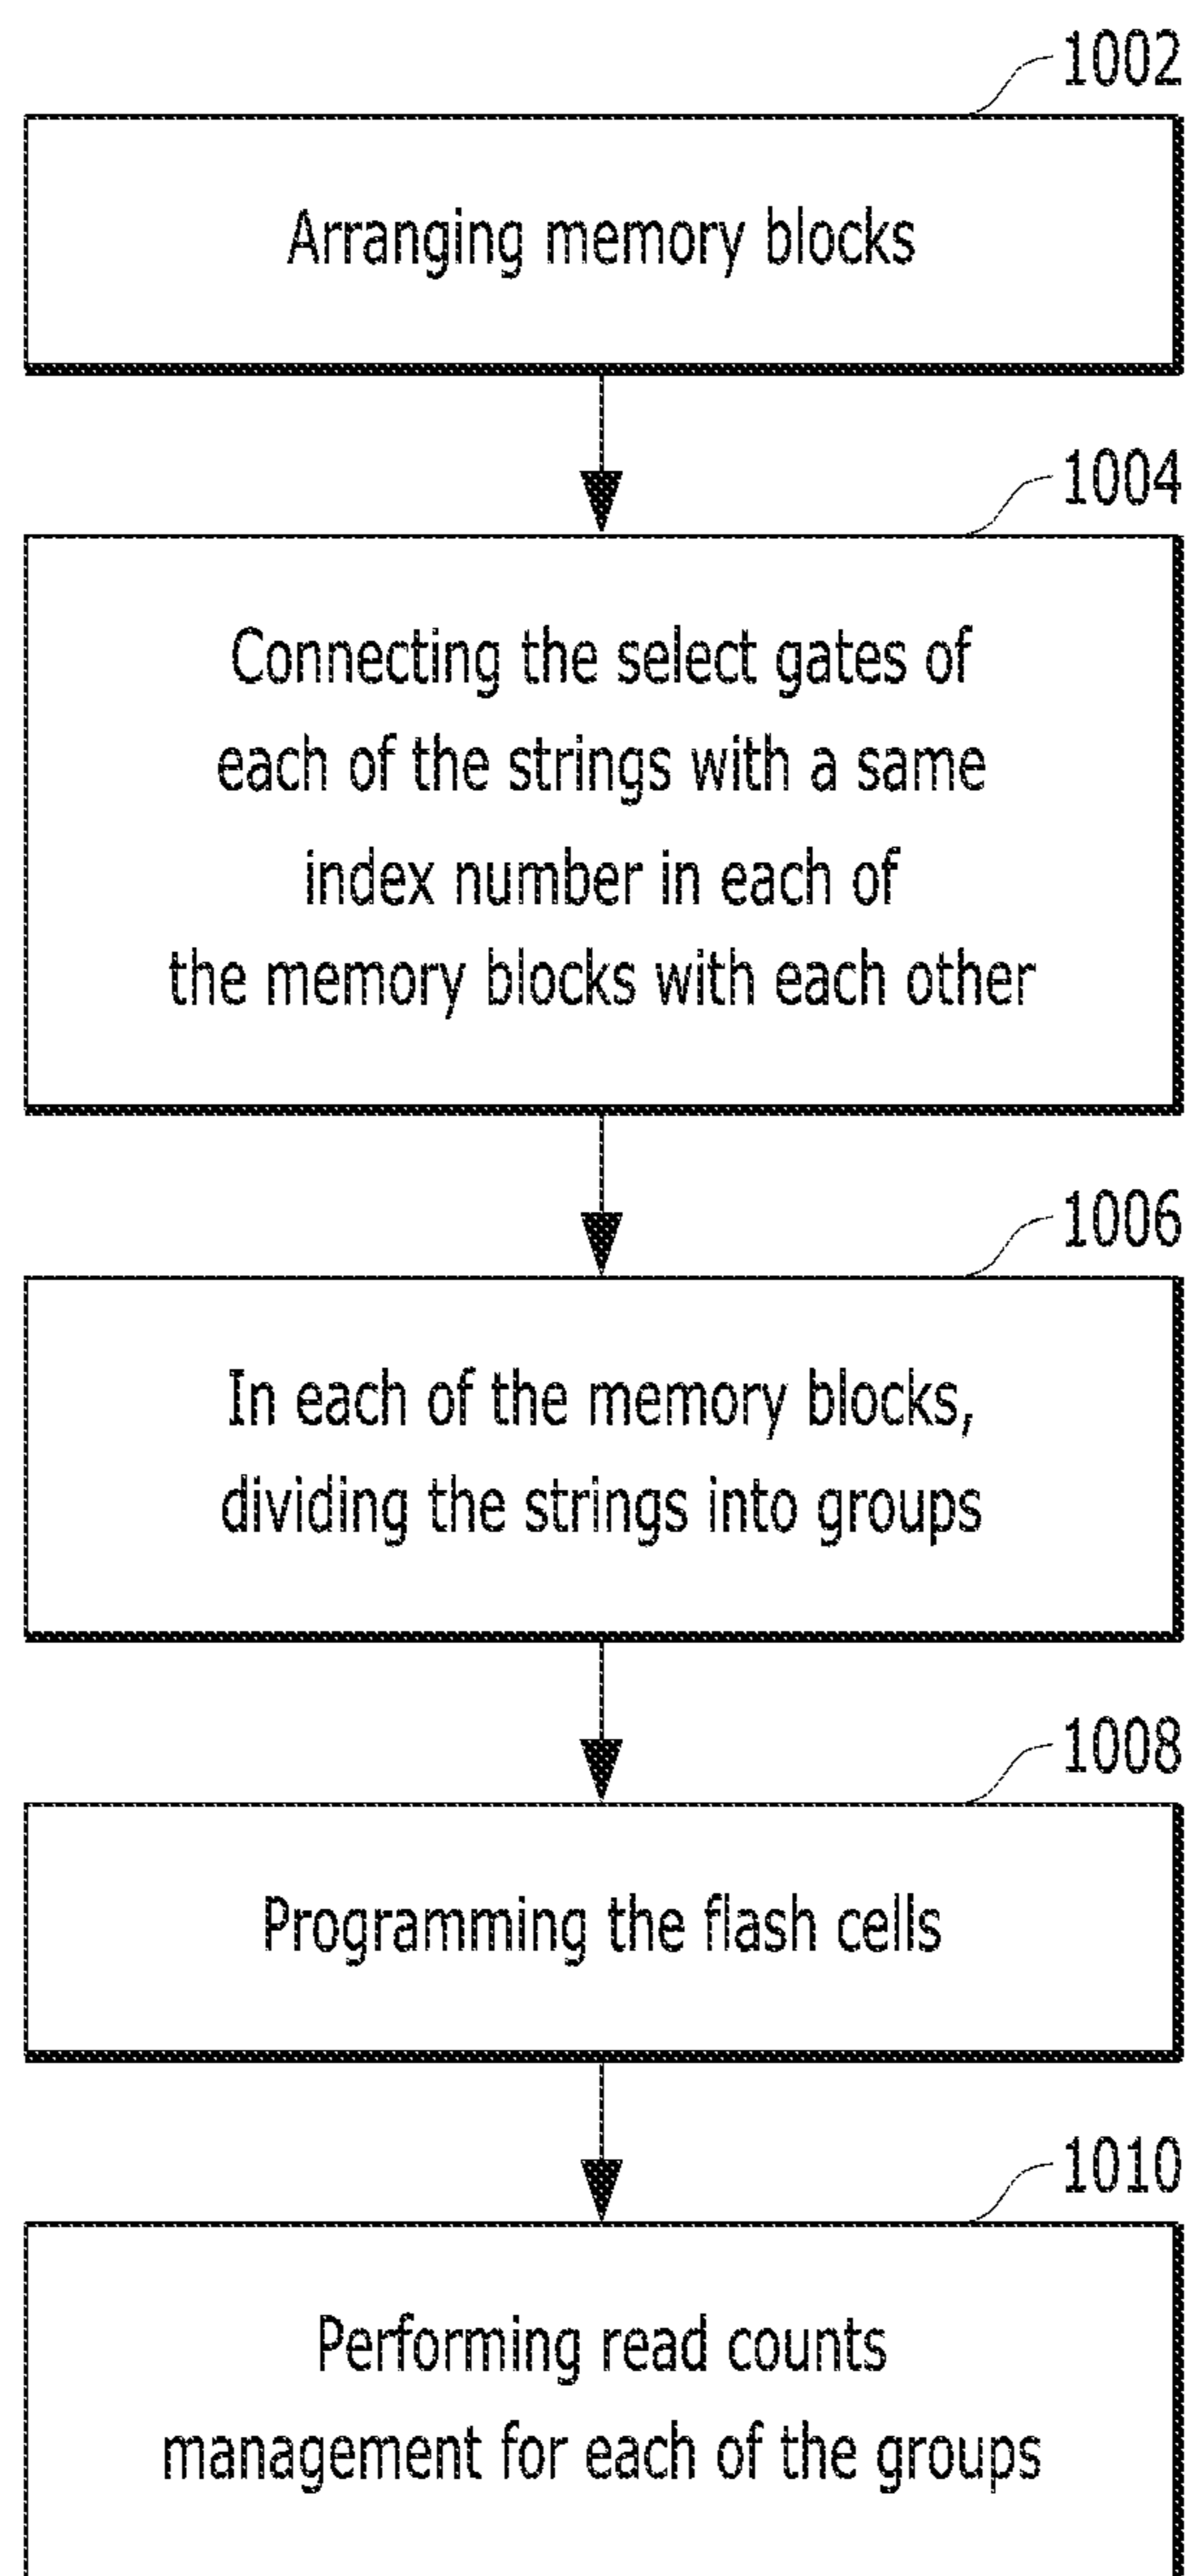 1002
Arranging memory blocks
1004
Connecting the select gates of
each of the strings with a same
index number in each of
the memory blocks with each other
1006
In each of the memory blocks,
dividing the strings into groups
1008
Programming the flash cells
1010
Performing read counts
management for each of the groups